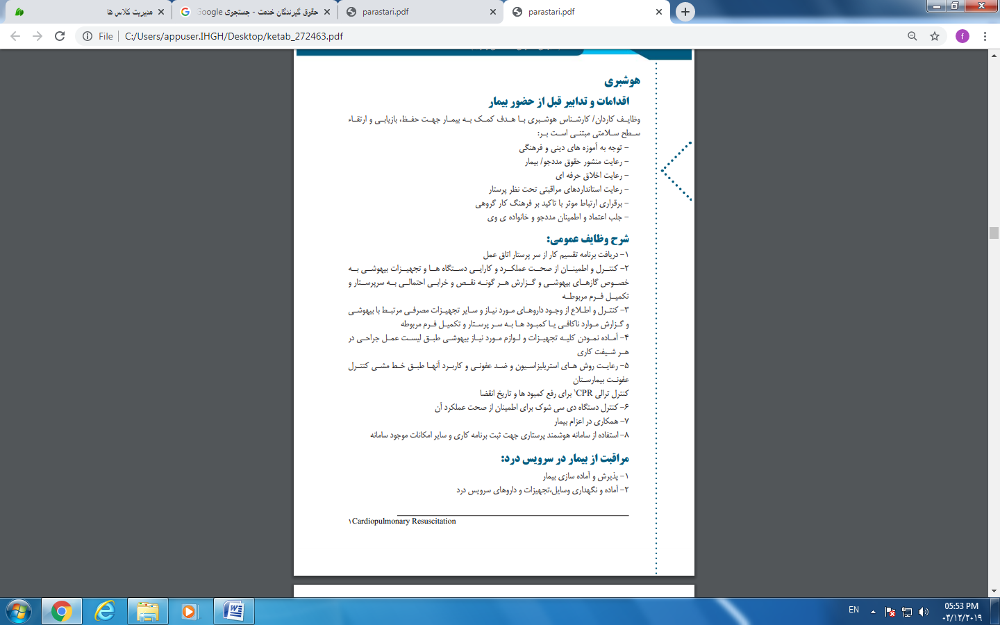 مدیریت کلاس ها
حقوق گیرندگان خدمت - جستجوی Google
parastari.pdf
parastari.pdf
File | C:/Users/appuser.IHGH/Desktop/ketab_272463.pdf
f
هوشبری
اقدامات و تدابیر قبل از حضور بیمار
وظایف کاردان/ کارشناس هوشبری با هدف کمک به بیمار جهت حفظ، بازیابی و ارتقاء
سطح سلامتی مبتنی است بر:
- توجه به آموزه های دینی و فرهنگی
- رعایت منشور حقوق مددجو/ بیمار
- رعایت اخلاق حرفه ای
- رعایت استانداردهای مراقبتی تحت نظر پرستار
- برقراری ارتباط موثر با تاکید بر فرهنگ کار گروهی
- جلب اعتماد و اطمینان مددجو و خانواده ی وی
شرح وظایف عمومی:
۱- دریافت برنامه تقسیم کار از سر پرستار اتاق عمل
۲- کنترل و اطمینان از صحت عملکرد و کارایی دستگاه ها و تجهیزات بیهوشی به
خصوص گازهای بیهوشی و گزارش هر گونه نقص و خرابی احتمالی به سرپرستار و
تکمیل فرم مربوطه
۳- کنترل و اطلاع از وجود داروهای مورد نیاز و سایر تجهیزات مصرفی مرتبط با بیهوشی
و گزارش موارد ناکافی یا کمبود ها به سر پرستار و تکمیل فرم مربوطه
۴- آماده نمودن کلیه تجهیزات و لوازم مورد نیاز بیهوشی طبق لیست عمل جراحی در
هر شیفت کاری
۵- رعایت روش های استریلیزاسیون و ضد عفونی و کاربرد آنها طبق خط مشی کنترل
عفونت بیمارستان
کنترل ترالی CPR۱ برای رفع کمبود ها و تاریخ انقضا
۶- کنترل دستگاه دی سی شوک برای اطمینان از صحت عملکرد آن
۷- همکاری در اعزام بیمار
۸- استفاده از سامانه هوشمند پرستاری جهت ثبت برنامه کاری و سایر امکانات موجود سامانه
مراقبت از بیمار در سرویس درد:
۱- پذیرش و آماده سازی بیمار
۲- آماده و نگهداری وسایل،تجهیزات و داروهای سرویس درد
۱Cardiopulmonary Resuscitation
EN
05:53 PM
۰۳/۱۲/۲۰۱۹